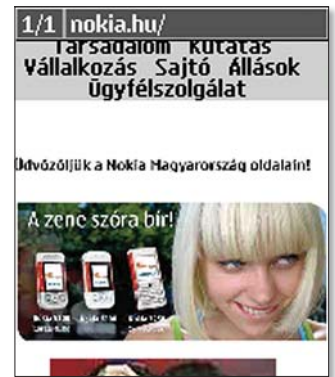 1/1 nokia.hu/
Társadalom Kutatás
Vállalkozás Sajtó Állások
Ügyfélszolgálat
Üdvözöljük a Nokia Magyarország oldalain!
A zene szóra bír!